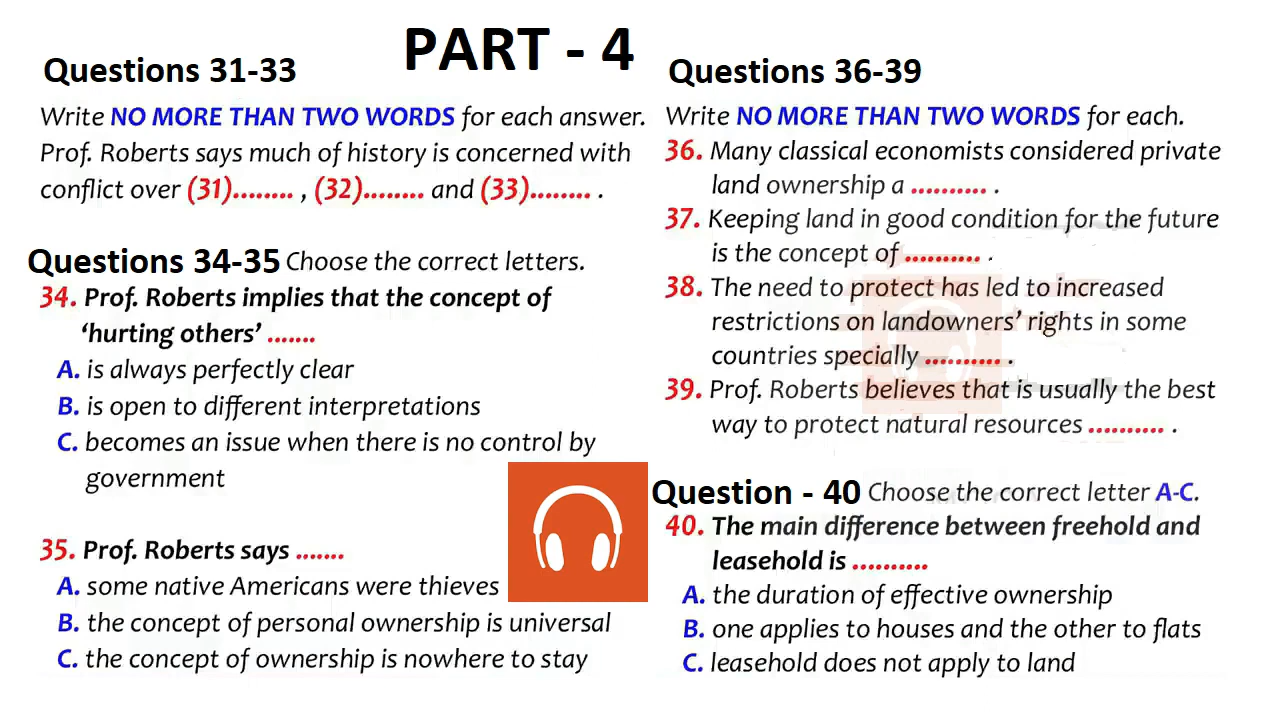 PART - 4
Questions 31-33
Write NO MORE THAN TWO WORDS for each answer.
Prof. Roberts says much of history is concerned with
conflict over (31)........ , (32)........ and (33)........ .
Questions 34-35 Choose the correct letters.
34. Prof. Roberts implies that the concept of
‘hurting others’ .......
A. is always perfectly clear
B. is open to different interpretations
C. becomes an issue when there is no control by
government
35. Prof. Roberts says .......
A. some native Americans were thieves
B. the concept of personal ownership is universal
C. the concept of ownership is nowhere to stay
Questions 36-39
Write NO MORE THAN TWO WORDS for each.
36. Many classical economists considered private
land ownership a .......... .
37. Keeping land in good condition for the future
is the concept of .......... .
38. The need to protect has led to increased
restrictions on landowners’ rights in some
countries specially .......... .
39. Prof. Roberts believes that is usually the best
way to protect natural resources .......... .
Question - 40 Choose the correct letter A-C.
40. The main difference between freehold and
leasehold is ..........
A. the duration of effective ownership
B. one applies to houses and the other to flats
C. leasehold does not apply to land